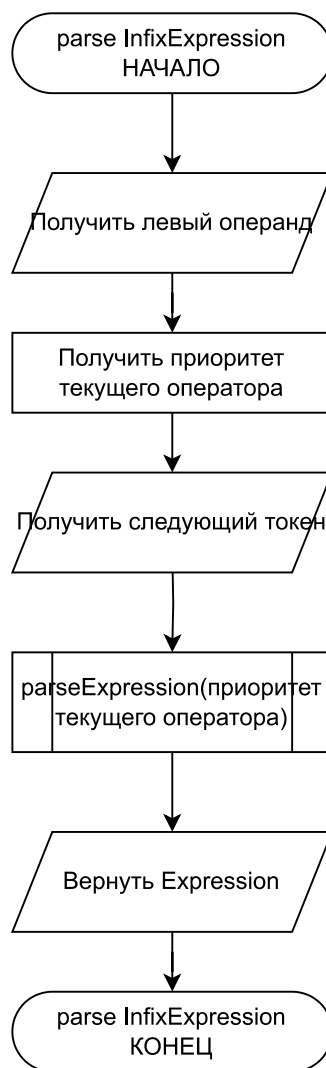 parse InfixExpression
НАЧАЛО
Получить левый операнд
Получить приоритет
текущего оператора
Получить следующий токен
parseExpression(приоритет
текущего оператора)
Вернуть Expression
parse InfixExpression
КОНЕЦ